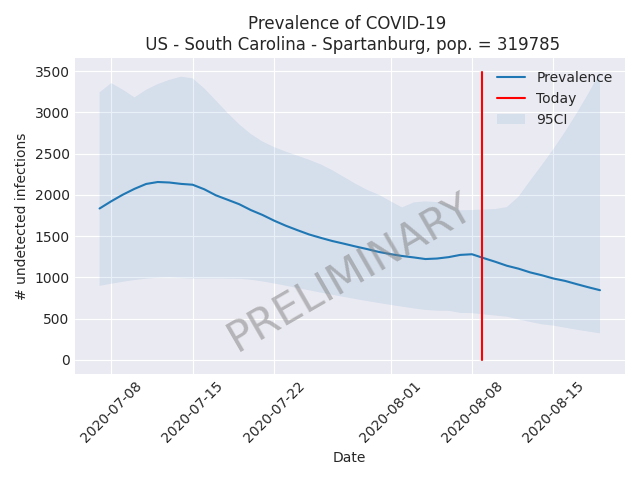 Prevalence of COVID-19
US - South Carolina - Spartanburg, pop. = 319785
3500
3000
2500
2000
1500
1000
500
0
# undetected infections
Prevalence
Today
95CI
PRELIMINARY
2020-07-08
2020-07-15
2020-07-22
2020-08-01
2020-08-08
2020-08-15
Date